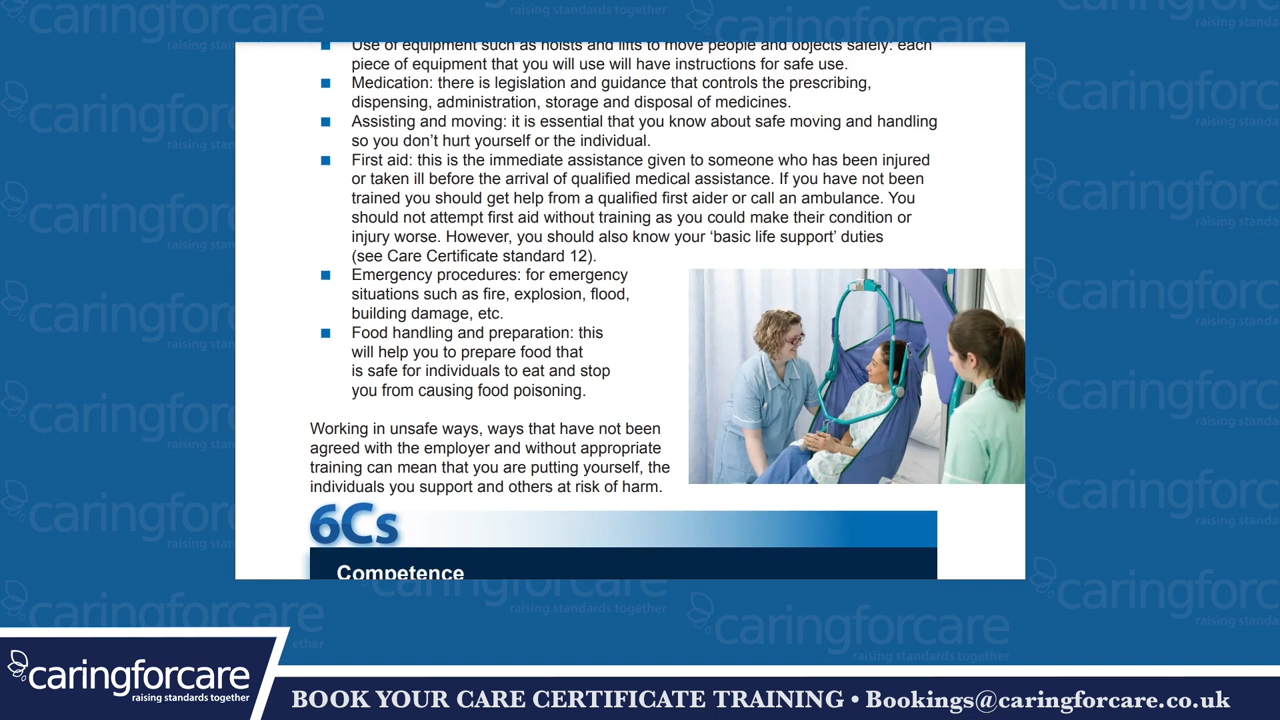 Use of equipment such as hoists and lifts to move people and objects safely: each
piece of equipment that you will use will have instructions for safe use.
Medication: there is legislation and guidance that controls the prescribing,
dispensing, administration, storage and disposal of medicines.
Assisting and moving: it is essential that you know about safe moving and handling
so you don’t hurt yourself or the individual.
First aid: this is the immediate assistance given to someone who has been injured
or taken ill before the arrival of qualified medical assistance. If you have not been
trained you should get help from a qualified first aider or call an ambulance. You
should not attempt first aid without training as you could make their condition or
injury worse. However, you should also know your ‘basic life support’ duties
(see Care Certificate standard 12).
Emergency procedures: for emergency
situations such as fire, explosion, flood,
building damage, etc.
Food handling and preparation: this
will help you to prepare food that
is safe for individuals to eat and stop
you from causing food poisoning.
Working in unsafe ways, ways that have not been
agreed with the employer and without appropriate
training can mean that you are putting yourself, the
individuals you support and others at risk of harm.
6Cs
Competence
caringforcare
raising standards together
BOOK YOUR CARE CERTIFICATE TRAINING • Bookings@caringforcare.co.uk